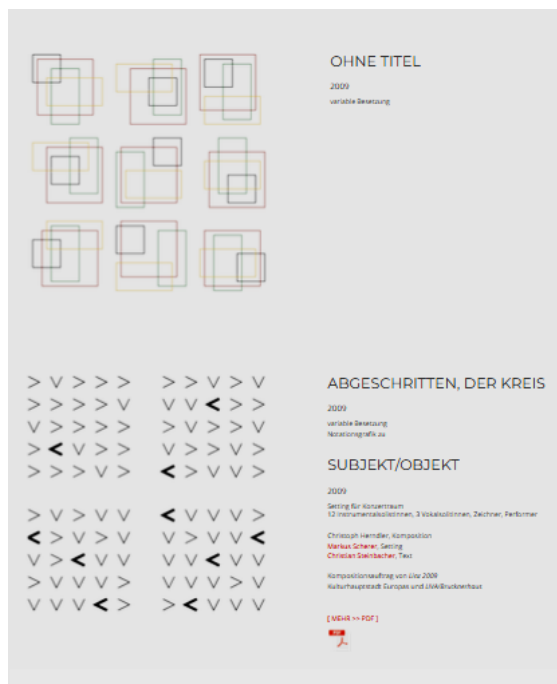 OHNE TITEL
2009
variable Besetzung
> V > > >   > > V > V
> > > > V   V V < > >
V > > > >   > V > > V
> < V > >   V > > V >
> > > V >   < > V V >
> V > V V   < V V V >
< > V > >   > V V V <
V > < > >   V V < V V
> V V V V   V V V > V
V V V < >   > < V V V
ABGESCHRITTEN, DER KREIS
2009
variable Besetzung
Notationsgrafik zu
SUBJEKT/OBJEKT
2009
Setting für Konzertraum
12 InstrumentalsolistInnen, 3 VokalsolistInnen, Zeichner, Performer
Christoph Herndler, Komposition
Markus Scherer, Setting
Christian Steinbacher, Text
Kompositionsauftrag von Linz 2009
Kulturhauptstadt Europas und LIVA/Brucknerhaus
[ MEHR >> PDF ]
PDF